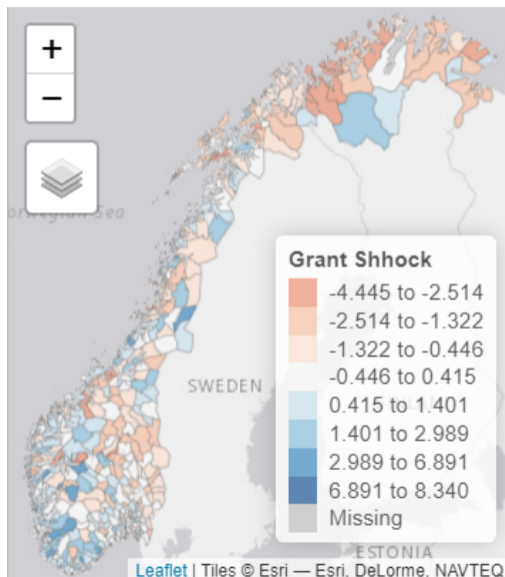 +
−
orwegian Sea
Grant Shhock
-4.445 to -2.514
-2.514 to -1.322
-1.322 to -0.446
-0.446 to 0.415
0.415 to 1.401
1.401 to 2.989
2.989 to 6.891
6.891 to 8.340
Missing
SWEDEN
ESTONIA
Leaflet | Tiles © Esri — Esri, DeLorme, NAVTEQ